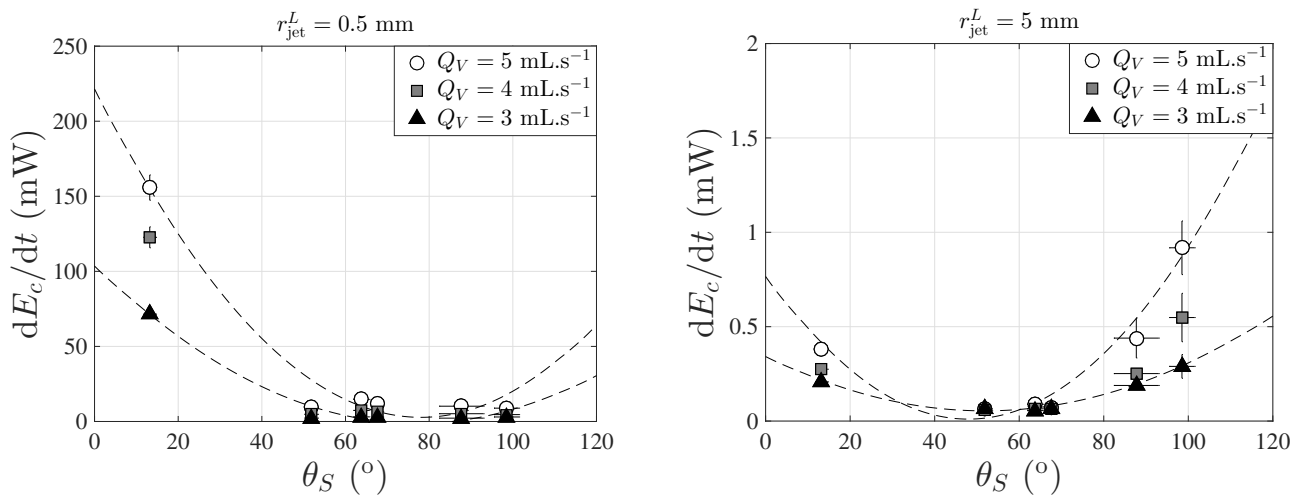 r_jet^L = 0.5 mm
250
200
150
100
50
0
0 20 40 60 80 100 120
dE_c/dt (mW)
θ_S (°)
Q_V = 5 mL.s⁻¹
Q_V = 4 mL.s⁻¹
Q_V = 3 mL.s⁻¹
r_jet^L = 5 mm
2
1.5
1
0.5
0
0 20 40 60 80 100 120
dE_c/dt (mW)
θ_S (°)
Q_V = 5 mL.s⁻¹
Q_V = 4 mL.s⁻¹
Q_V = 3 mL.s⁻¹